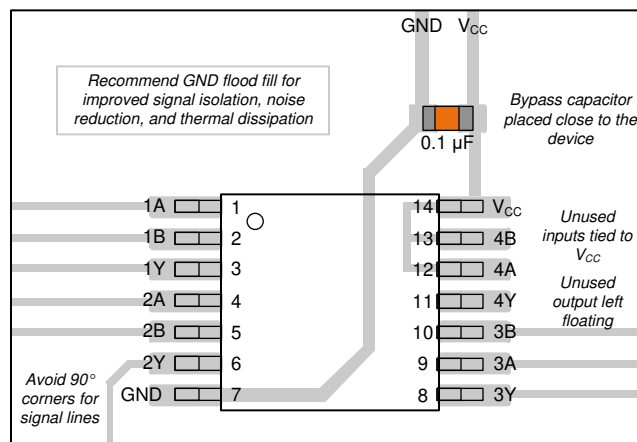 GND VCC
Recommend GND flood fill for
improved signal isolation, noise
reduction, and thermal dissipation
Bypass capacitor
placed close to the
device
0.1 µF
1A 1 14 VCC
1B 2 13 4B
1Y 3 12 4A
2A 4 11 4Y
2B 5 10 3B
2Y 6 9 3A
GND 7 8 3Y
Unused
inputs tied to
VCC
Unused
output left
floating
Avoid 90°
corners for
signal lines